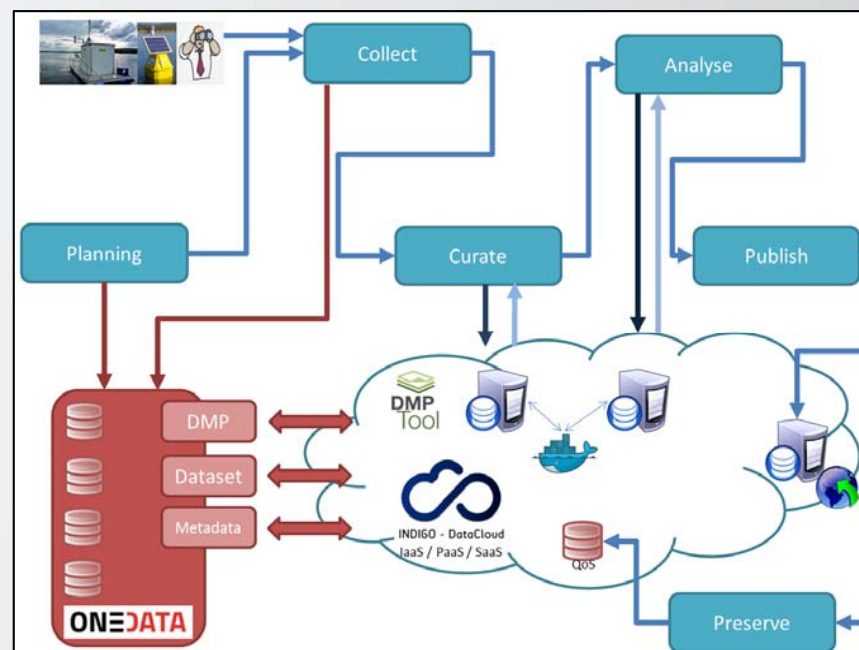 Collect
Analyse
Planning
Curate
Publish
DMP
Tool
DMP
Dataset
Metadata
INDIGO - DataCloud
IaaS / PaaS / SaaS
QoS
ONEDATA
Preserve